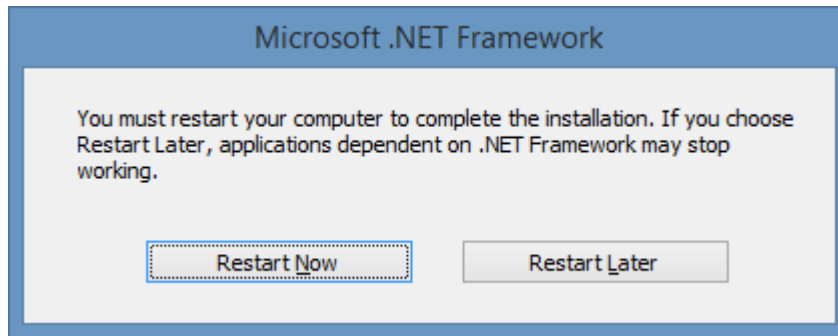 Microsoft .NET Framework
You must restart your computer to complete the installation. If you choose
Restart Later, applications dependent on .NET Framework may stop
working.
Restart Now
Restart Later